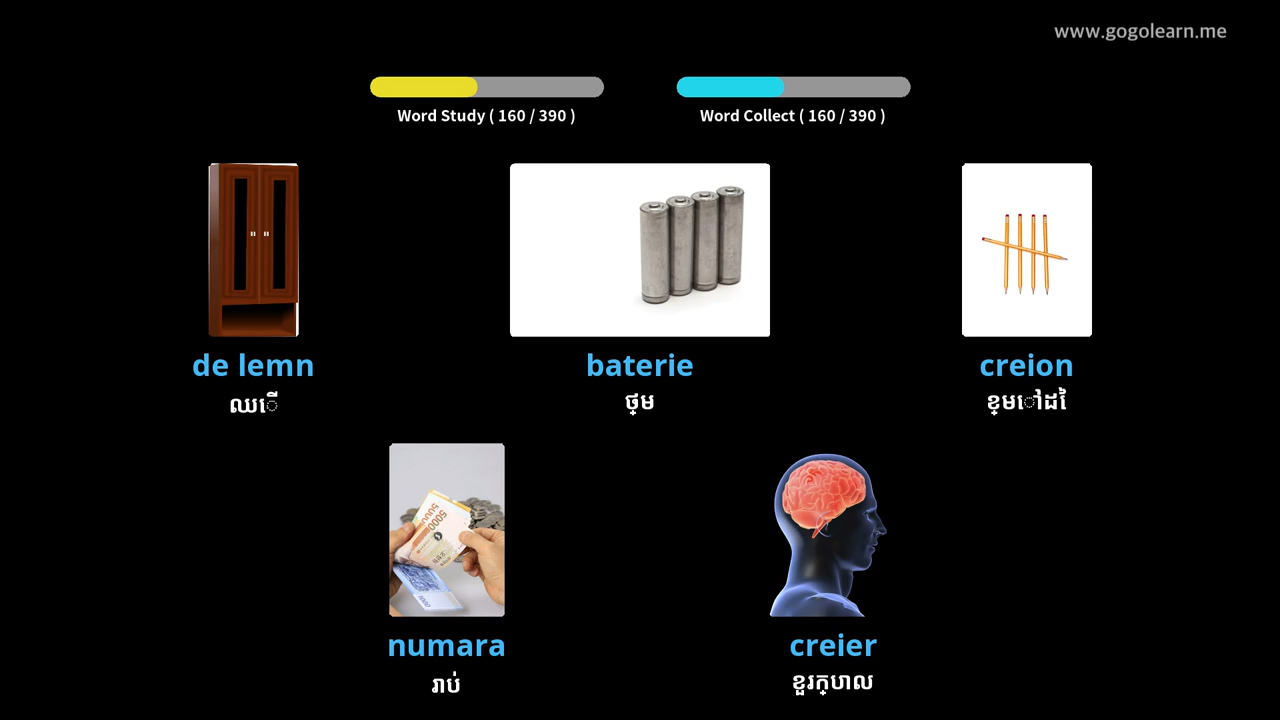 www.gogolearn.me
Word Study ( 160 / 390 )
Word Collect ( 160 / 390 )
de lemn
ឈើ
baterie
ថ្ម
creion
ខ្មៅដៃ
numara
រាប់
creier
ខួរក្បាល